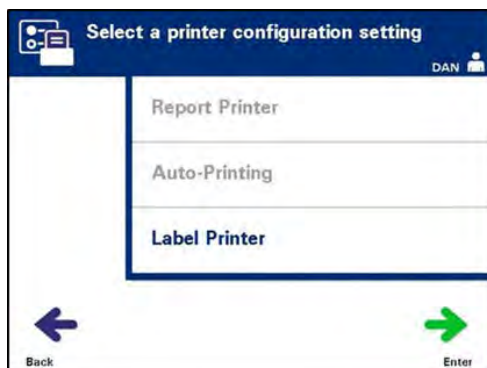 Select a printer configuration setting
DAN
Report Printer
Auto-Printing
Label Printer
Back
Enter